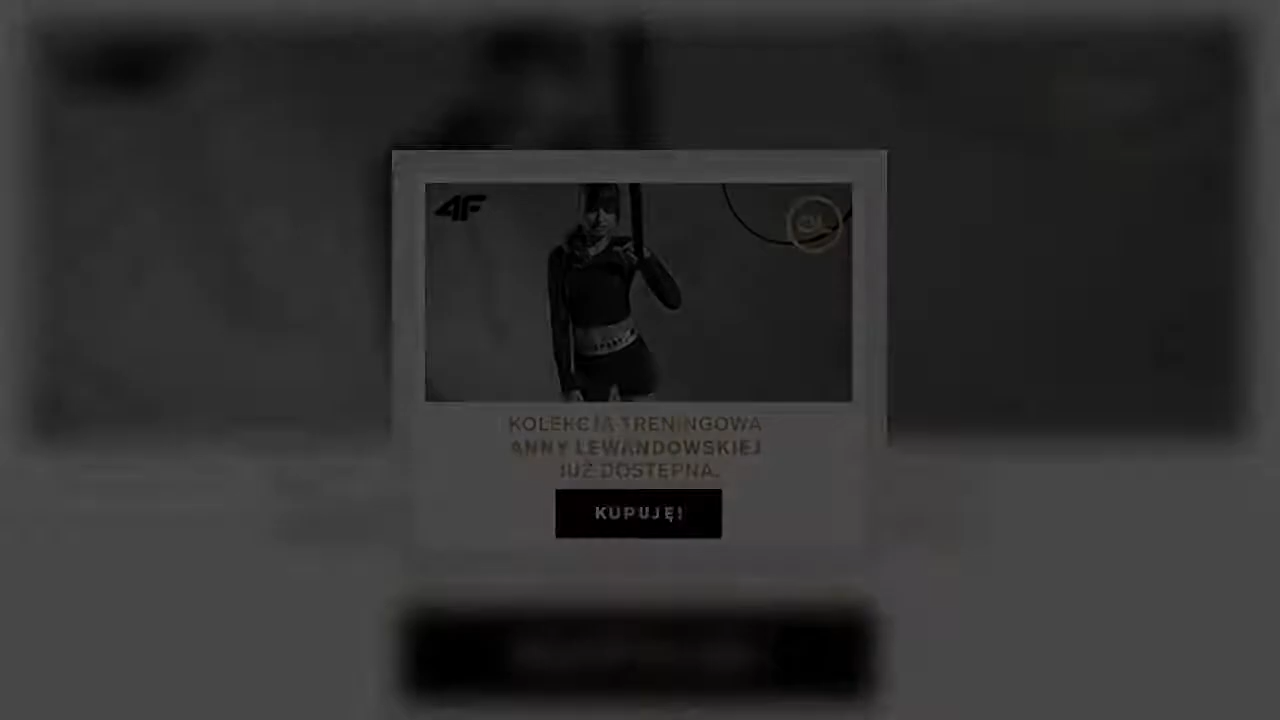 4F
KOLEKCJA TRENINGOWA
ANNY LEWANDOWSKIEJ
JUŻ DOSTĘPNA.
KUPUJĘ!